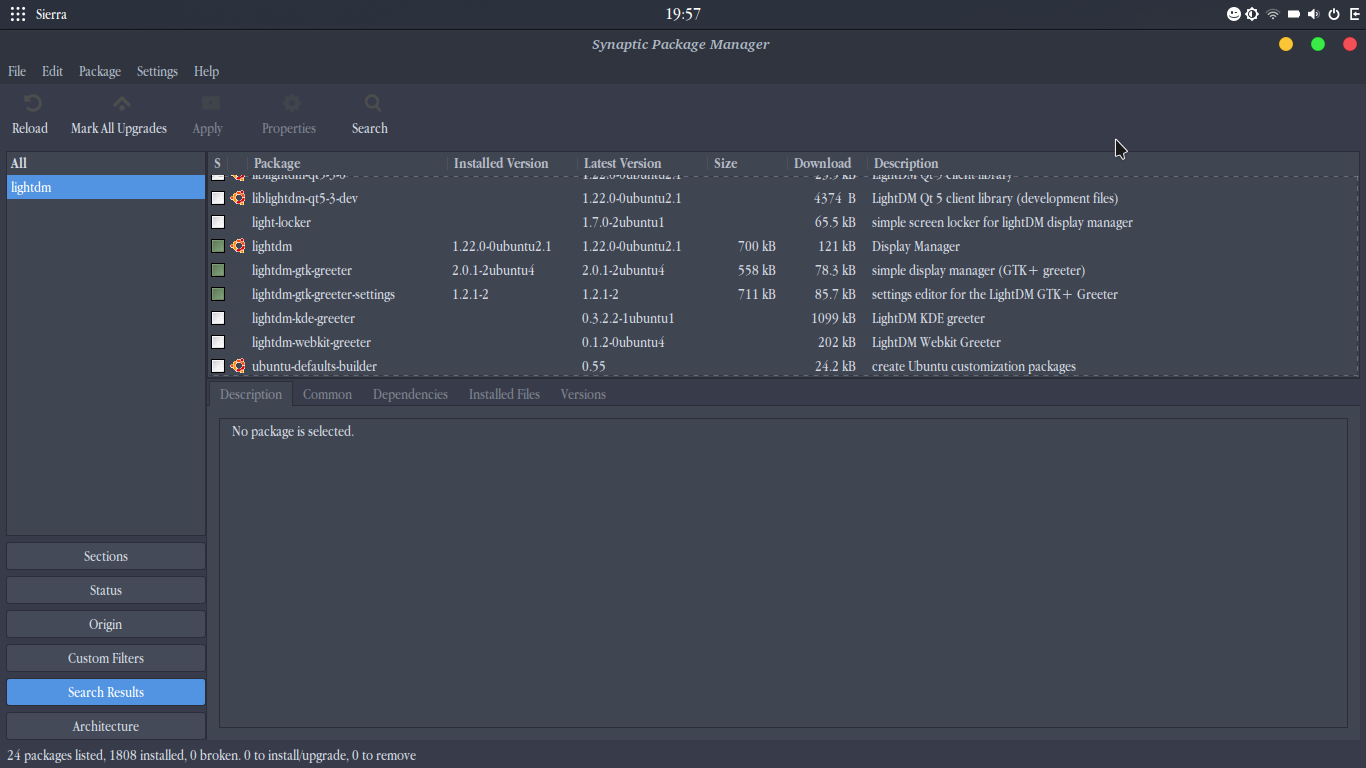 Sierra 19:57
Synaptic Package Manager
File Edit Package Settings Help
Reload Mark All Upgrades Apply Properties Search
All
lightdm
S Package Installed Version Latest Version Size Download Description
liblightdm-qt5-3-dev 1.22.0-0ubuntu2.1 4374 B LightDM Qt 5 client library (development files)
light-locker 1.7.0-2ubuntu1 65.5 kB simple screen locker for lightDM display manager
lightdm 1.22.0-0ubuntu2.1 1.22.0-0ubuntu2.1 700 kB 121 kB Display Manager
lightdm-gtk-greeter 2.0.1-2ubuntu4 2.0.1-2ubuntu4 558 kB 78.3 kB simple display manager (GTK+ greeter)
lightdm-gtk-greeter-settings 1.2.1-2 1.2.1-2 711 kB 85.7 kB settings editor for the LightDM GTK+ Greeter
lightdm-kde-greeter 0.3.2.2-1ubuntu1 1099 kB LightDM KDE greeter
lightdm-webkit-greeter 0.1.2-0ubuntu4 202 kB LightDM Webkit Greeter
ubuntu-defaults-builder 0.55 24.2 kB create Ubuntu customization packages
Description Common Dependencies Installed Files Versions
No package is selected.
Sections
Status
Origin
Custom Filters
Search Results
Architecture
24 packages listed, 1808 installed, 0 broken. 0 to install/upgrade, 0 to remove